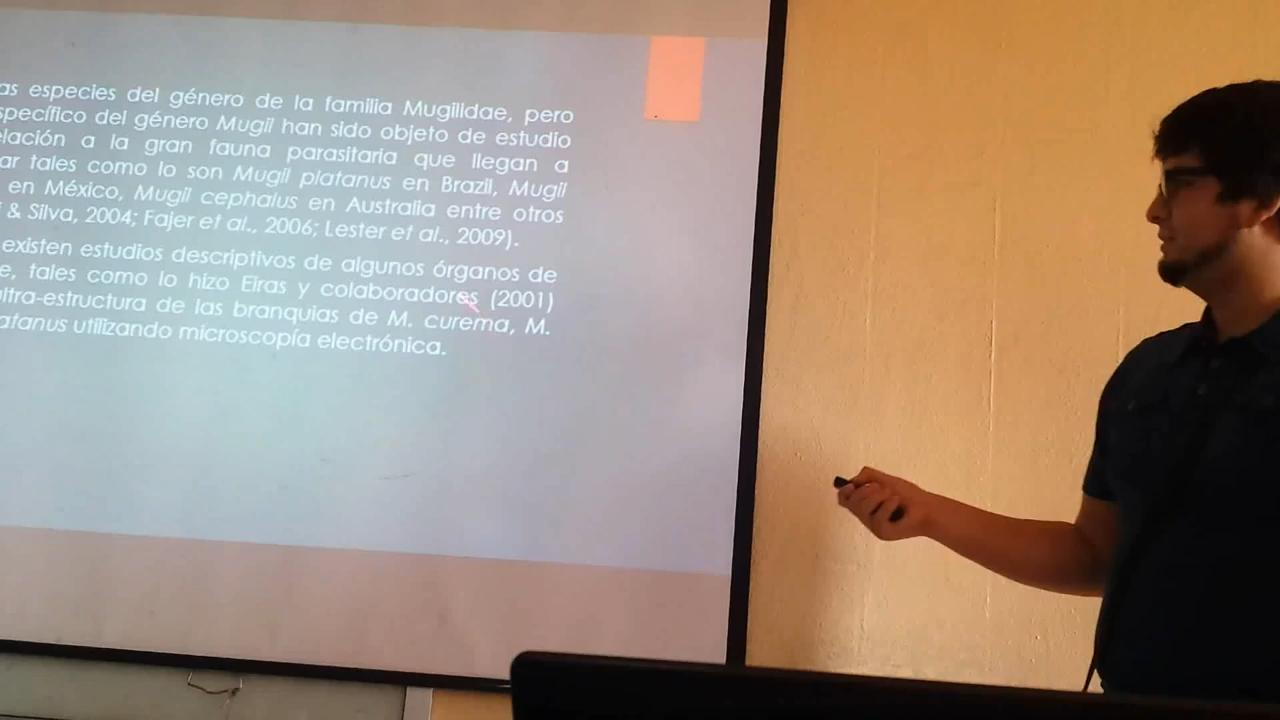 as especies del género de la familia Mugilidae, pero
specífico del género Mugil han sido objeto de estudio
elación a la gran fauna parasitaria que llegan a
ar tales como lo son Mugil platanus en Brazil, Mugil
en México, Mugil cephalus en Australia entre otros
& Silva, 2004; Fajer et al., 2006; Lester et al., 2009).
existen estudios descriptivos de algunos órganos de
e, tales como lo hizo Eiras y colaboradores (2001)
ultra-estructura de las branquias de M. curema, M.
atanus utilizando microscopía electrónica.